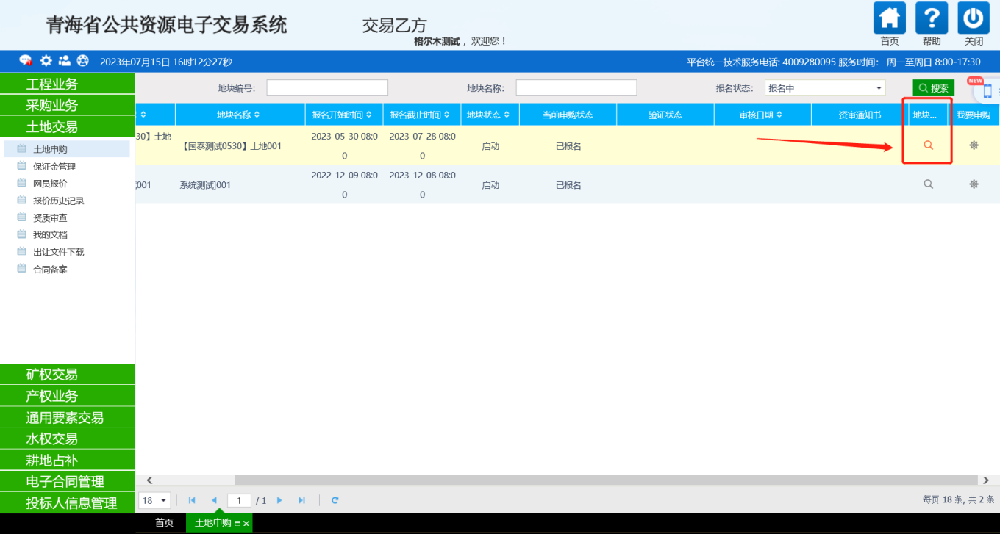 青海省公共资源电子交易系统
交易乙方
格尔木测试，欢迎您！
首页
帮助
关闭
2023年07月15日 16时12分27秒
平台统一技术服务电话: 4009280095 服务时间： 周一至周日 8:00-17:30
工程业务
采购业务
土地交易
土地申购
保证金管理
网员报价
报价历史记录
资质审查
我的文档
出让文件下载
合同备案
矿权交易
产权业务
通用要素交易
水权交易
耕地占补
电子合同管理
投标人信息管理
地块编号：
地块名称：
报名状态： 报名中
搜索
NEW
地块名称 报名开始时间 报名截止时间 地块状态 当前申购状态 验证状态 审核日期 资审通知书 地块... 我要申购
30】土地 【国泰测试0530】土地001 2023-05-30 08:0 2023-07-28 08:0 启动 已报名
0 0
001 系统测试]001 2022-12-09 08:0 2023-12-08 08:0 启动 已报名
0 0
18 1 / 1
每页 18 条, 共 2 条
首页 土地申购